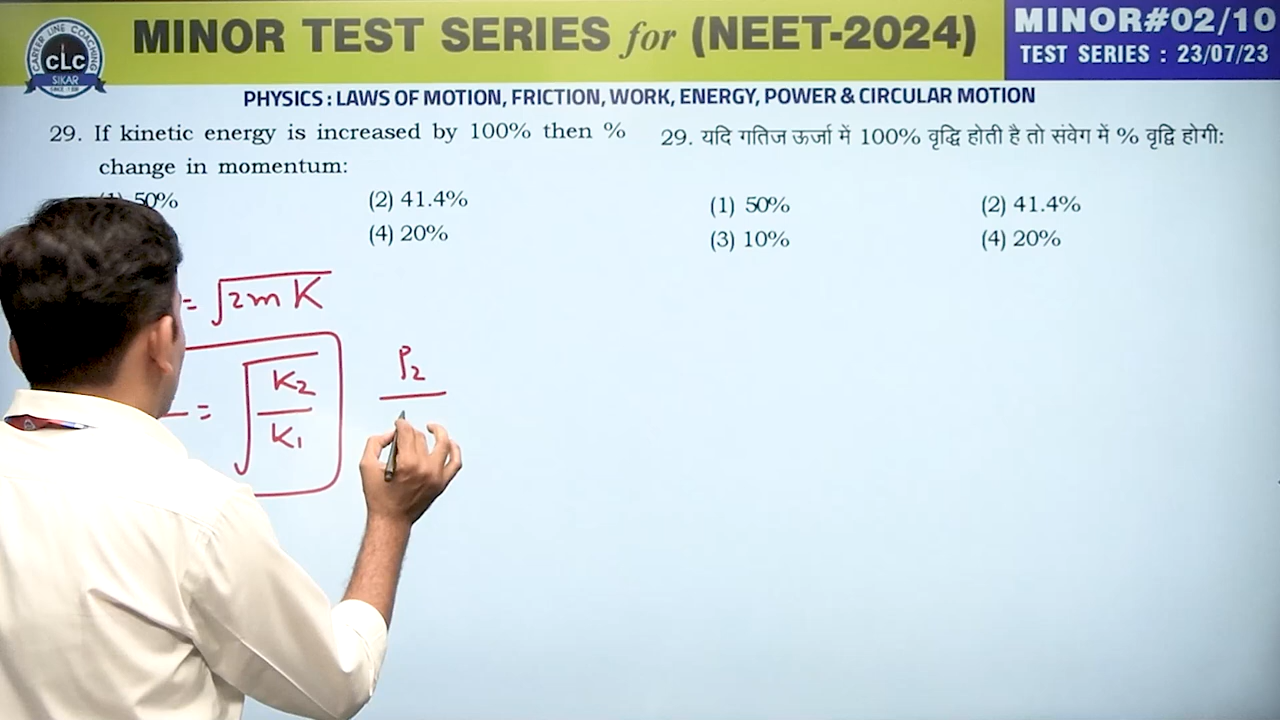 CAREER LINE COACHING
CLC
SIKAR
MINOR TEST SERIES for (NEET-2024)
MINOR#02/10
TEST SERIES : 23/07/23
PHYSICS : LAWS OF MOTION, FRICTION, WORK, ENERGY, POWER & CIRCULAR MOTION
29. If kinetic energy is increased by 100% then %
change in momentum:
50%
(2) 41.4%
(4) 20%
29. यदि गतिज ऊर्जा में 100% वृद्धि होती है तो संवेग में % वृद्वि होगी:
(1) 50%
(2) 41.4%
(3) 10%
(4) 20%
= √2mK
= √K2/K1
P2